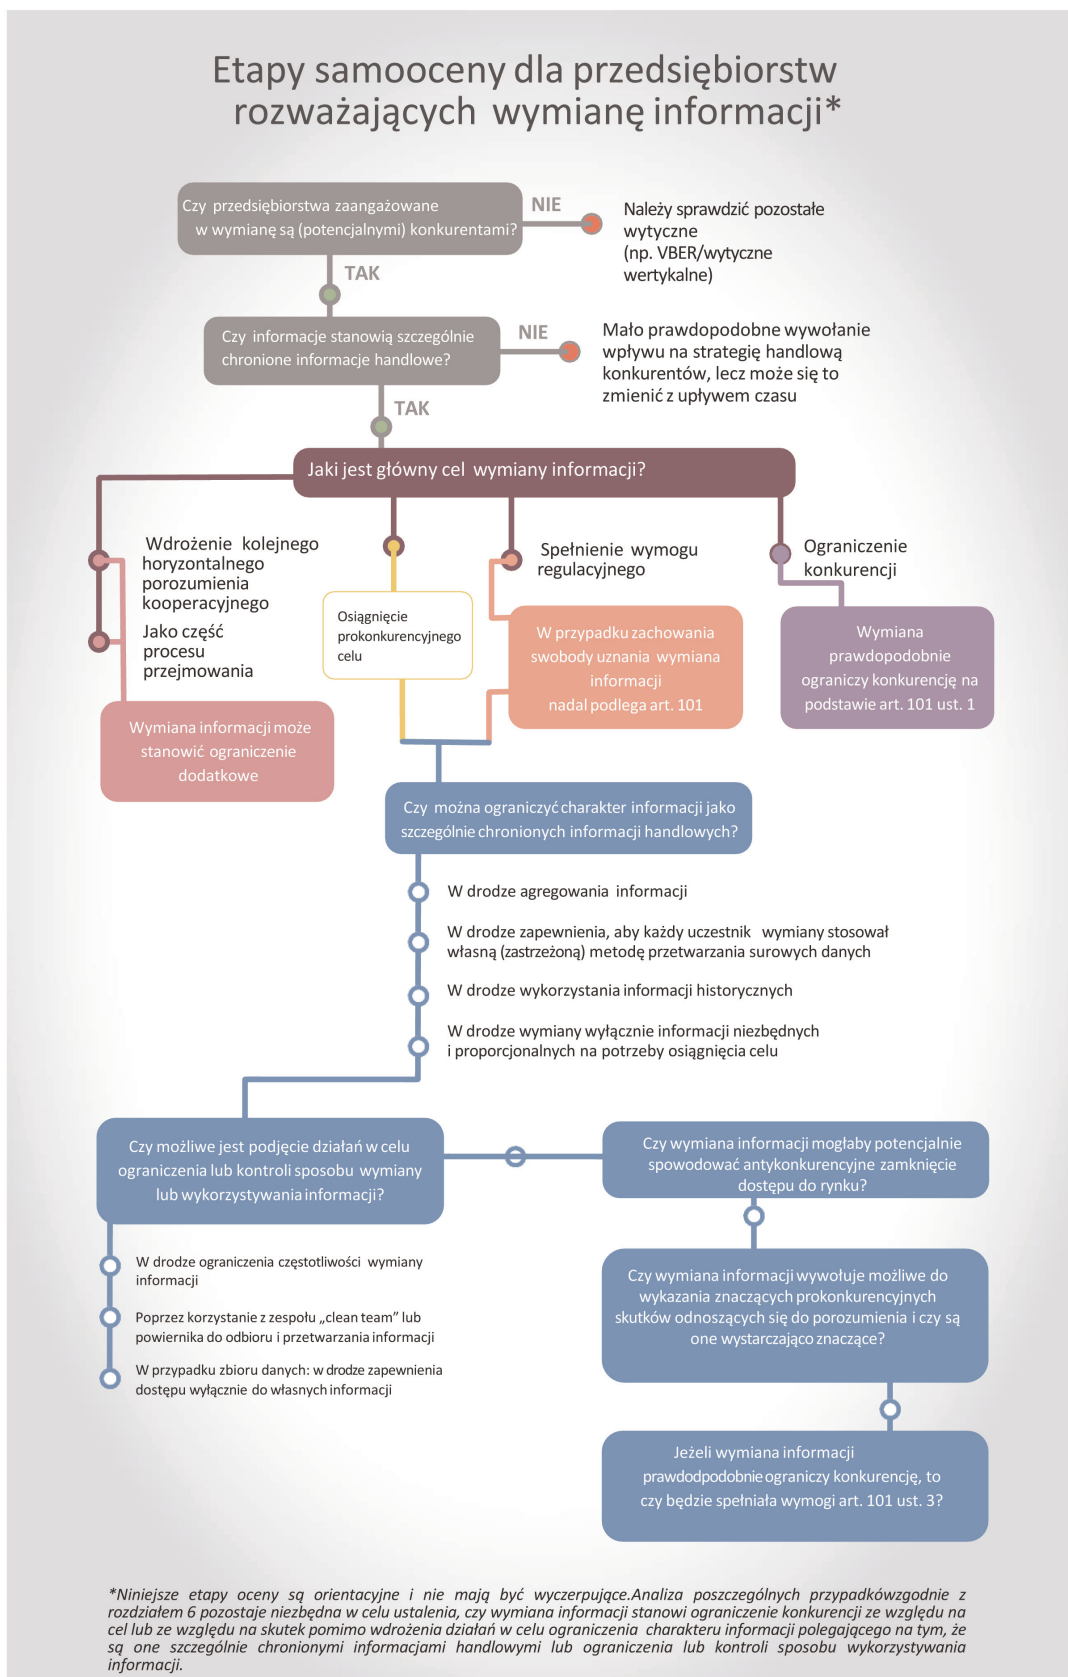 Etapy samooceny dla przedsiębiorstw
rozważających wymianę informacji*
Czy przedsiębiorstwa zaangażowane
w wymianę są (potencjalnymi) konkurentami?
NIE
Należy sprawdzić pozostałe
wytyczne
(np. VBER/wytyczne
wertykalne)
TAK
Czy informacje stanowią szczególnie
chronione informacje handlowe?
NIE
Mało prawdopodobne wywołanie
wpływu na strategię handlową
konkurentów, lecz może się to
zmienić z upływem czasu
TAK
Jaki jest główny cel wymiany informacji?
Wdrożenie kolejnego
horyzontalnego
porozumienia
kooperacyjnego
Jako część
procesu
przejmowania
Wymiana informacji może
stanowić ograniczenie
dodatkowe
Osiągnięcie
prokonkurencyjnego
celu
Spełnienie wymogu
regulacyjnego
W przypadku zachowania
swobody uznania wymiana
informacji
nadal podlega art. 101
Ograniczenie
konkurencji
Wymiana
prawdopodobnie
ograniczy konkurencję na
podstawie art. 101 ust. 1
Czy można ograniczyć charakter informacji jako
szczególnie chronionych informacji handlowych?
W drodze agregowania informacji
W drodze zapewnienia, aby każdy uczestnik wymiany stosował
własną (zastrzeżoną) metodę przetwarzania surowych danych
W drodze wykorzystania informacji historycznych
W drodze wymiany wyłącznie informacji niezbędnych
i proporcjonalnych na potrzeby osiągnięcia celu
Czy możliwe jest podjęcie działań w celu
ograniczenia lub kontroli sposobu wymiany
lub wykorzystywania informacji?
W drodze ograniczenia częstotliwości wymiany
informacji
Poprzez korzystanie z zespołu „clean team” lub
powiernika do odbioru i przetwarzania informacji
W przypadku zbioru danych: w drodze zapewnienia
dostępu wyłącznie do własnych informacji
Czy wymiana informacji mogłaby potencjalnie
spowodować antykonkurencyjne zamknięcie
dostępu do rynku?
Czy wymiana informacji wywołuje możliwe do
wykazania znaczących prokonkurencyjnych
skutków odnoszących się do porozumienia i czy są
one wystarczająco znaczące?
Jeżeli wymiana informacji
prawdodpodobnie ograniczy konkurencję, to
czy będzie spełniała wymogi art. 101 ust. 3?
*Niniejsze etapy oceny są orientacyjne i nie mają być wyczerpujące.Analiza poszczególnych przypadkówzgodnie z
rozdziałem 6 pozostaje niezbędna w celu ustalenia, czy wymiana informacji stanowi ograniczenie konkurencji ze względu na
cel lub ze względu na skutek pomimo wdrożenia działań w celu ograniczenia charakteru informacji polegającego na tym, że
są one szczególnie chronionymi informacjami handlowymi lub ograniczenia lub kontroli sposobu wykorzystywania
informacji.